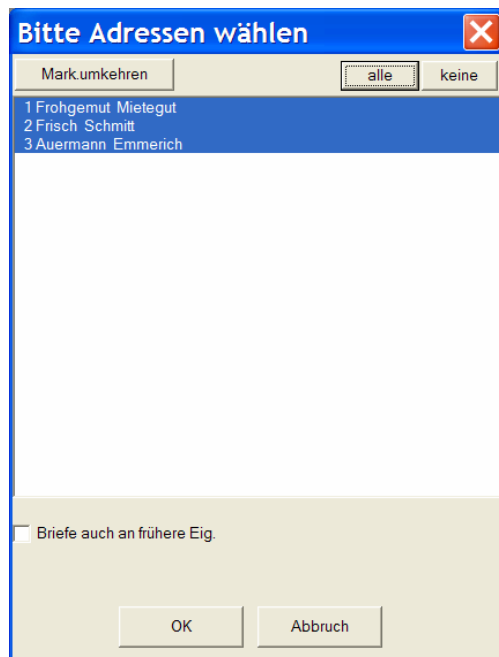 Bitte Adressen wählen
Mark.umkehren alle keine
1 Frohgemut Mietegut
2 Frisch Schmitt
3 Auermann Emmerich
Briefe auch an frühere Eig.
OK Abbruch